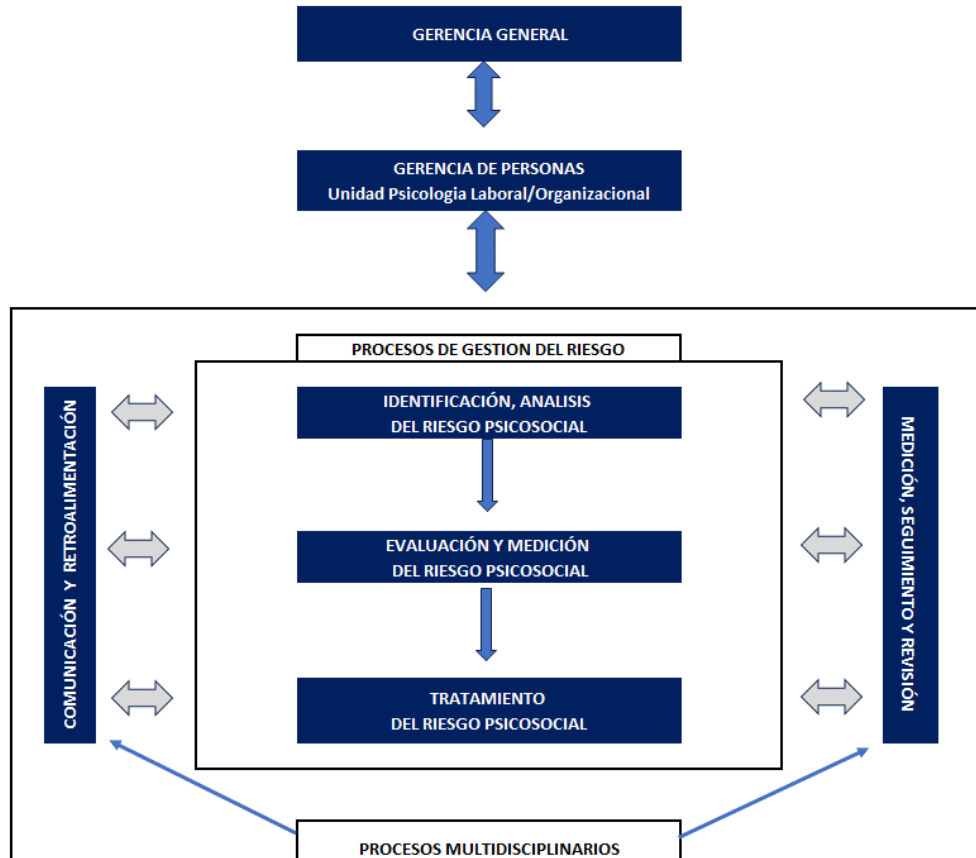 GERENCIA GENERAL
GERENCIA DE PERSONAS
Unidad Psicologia Laboral/Organizacional
PROCESOS DE GESTION DEL RIESGO
COMUNICACIÓN Y RETROALIMENTACIÓN
IDENTIFICACIÓN, ANALISIS
DEL RIESGO PSICOSOCIAL
EVALUACIÓN Y MEDICIÓN
DEL RIESGO PSICOSOCIAL
TRATAMIENTO
DEL RIESGO PSICOSOCIAL
MEDICIÓN, SEGUIMIENTO Y REVISIÓN
PROCESOS MULTIDISCIPLINARIOS